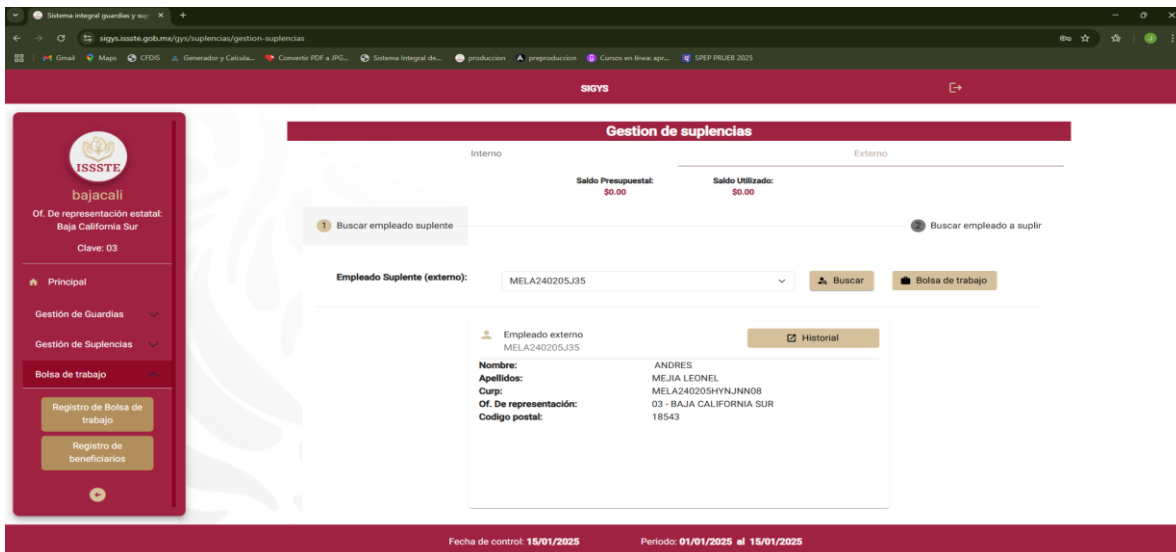 Sistema integral guardias y sup
sigys.issste.gob.mx/gys/suplencias/gestion-suplencias
Gmail Maps CFDIS Generador y Calcula... Convertir PDF a JPG... Sistema Integral de... produccion preproduccion Cursos en línea: apr... SPEP PRUEB 2025
SIGYS
ISSSTE
bajacali
Of. De representación estatal:
Baja California Sur
Clave: 03
Principal
Gestión de Guardias
Gestión de Suplencias
Bolsa de trabajo
Registro de Bolsa de
trabajo
Registro de
beneficiarios
Gestion de suplencias
Interno Externo
Saldo Presupuestal: Saldo Utilizado:
$0.00 $0.00
1 Buscar empleado suplente 2 Buscar empleado a suplir
Empleado Suplente (externo): MELA240205J35 Buscar Bolsa de trabajo
Empleado externo Historial
MELA240205J35
Nombre: ANDRES
Apellidos: MEJIA LEONEL
Curp: MELA240205HYNJNN08
Of. De representación: 03 - BAJA CALIFORNIA SUR
Codigo postal: 18543
Fecha de control: 15/01/2025 Periodo: 01/01/2025 al 15/01/2025